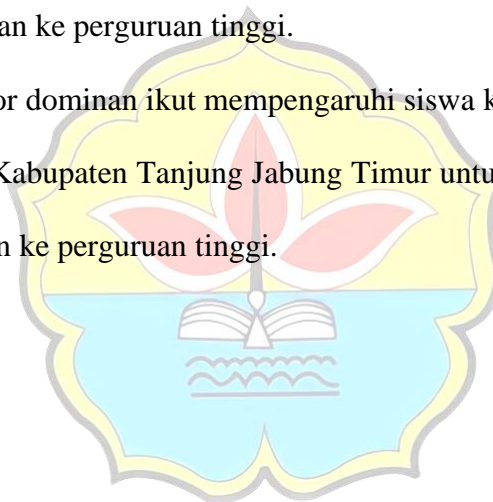 an ke perguruan tinggi.
or dominan ikut mempengaruhi siswa k
Kabupaten Tanjung Jabung Timur untu
n ke perguruan tinggi.